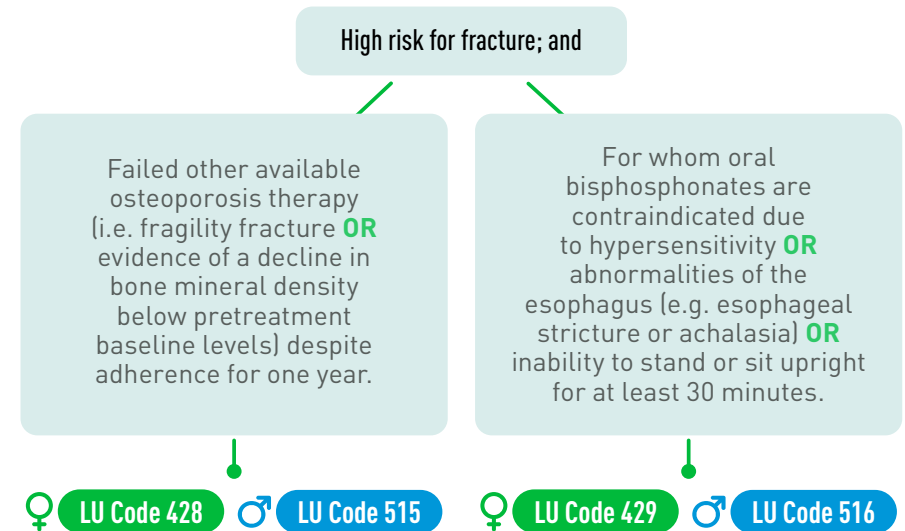 High risk for fracture; and
Failed other available
osteoporosis therapy
(i.e. fragility fracture OR
evidence of a decline in
bone mineral density
below pretreatment
baseline levels) despite
adherence for one year.
For whom oral
bisphosphonates are
contraindicated due
to hypersensitivity OR
abnormalities of the
esophagus (e.g. esophageal
stricture or achalasia) OR
inability to stand or sit upright
for at least 30 minutes.
♀ LU Code 428 ♂ LU Code 515
♀ LU Code 429 ♂ LU Code 516